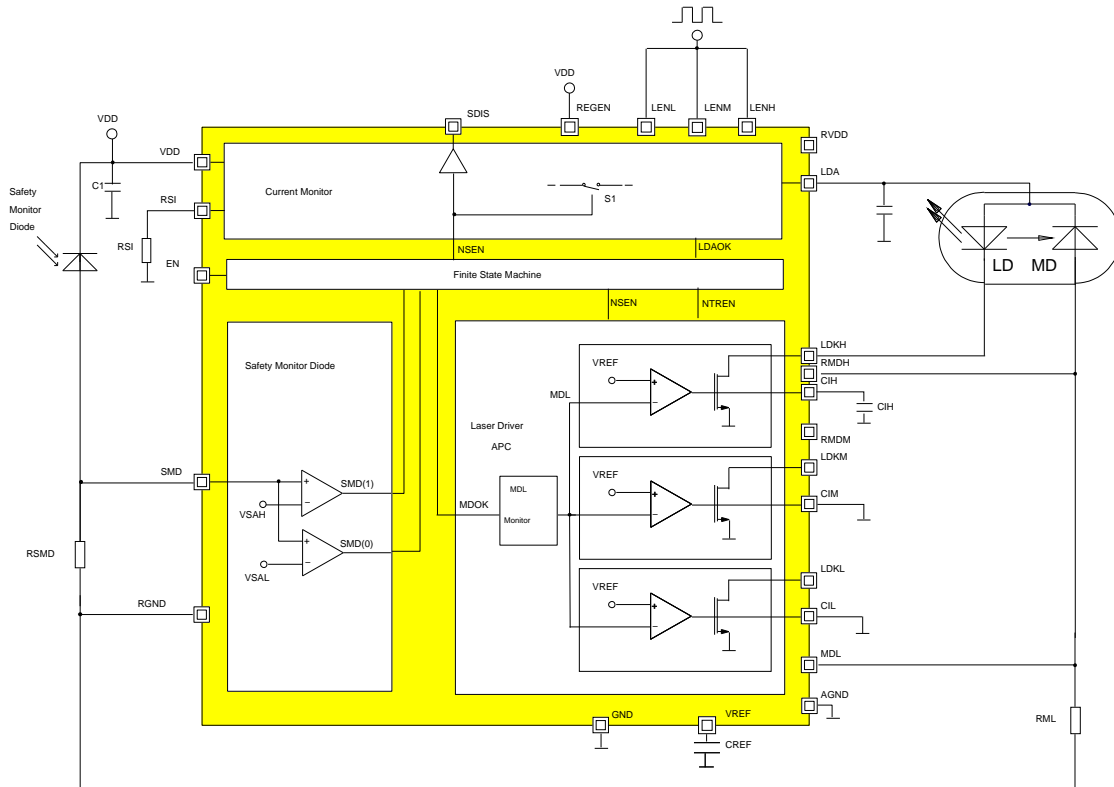 VDD
SDIS
REGEN
LENL
LENM
LENH
VDD
VDD
RVDD
LDA
C1
Safety
Monitor
Diode
Current Monitor
S1
RSI
RSI
NSEN
LDAOK
EN
Finite State Machine
LD MD
NSEN
NTREN
Safety Monitor Diode
VREF
MDL
LDKH
RMDH
CIH
CIH
Laser Driver
APC
RMDM
VREF
LDKM
SMD
SMD(1)
VSAH
MDL
Monitor
MDOK
CIM
SMD(0)
VSAL
RSMD
VREF
LDKL
RGND
CIL
MDL
AGND
GND
VREF
RML
CREF